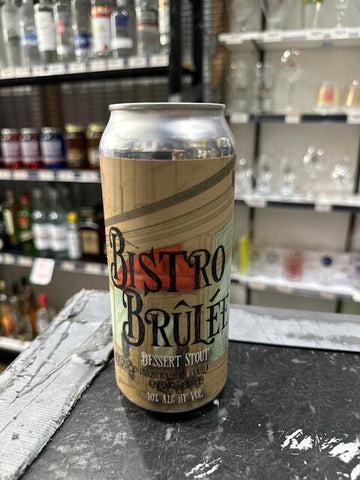 BISTRO
BRÛLÉE
DESSERT STOUT
10% ALC BY VOL